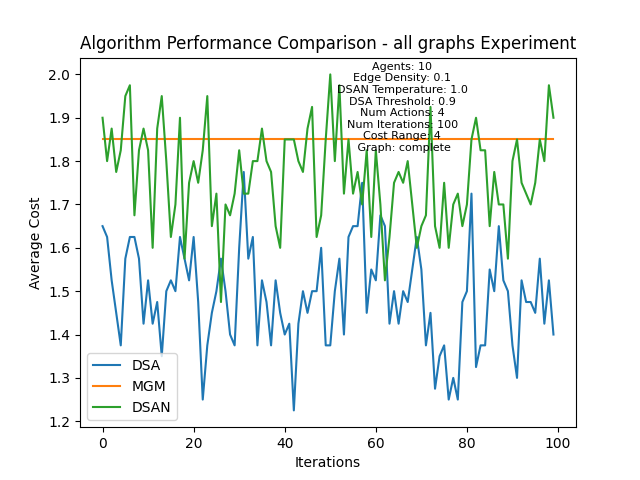 Algorithm Performance Comparison - all graphs Experiment
Agents: 10
Edge Density: 0.1
DSAN Temperature: 1.0
DSA Threshold: 0.9
Num Actions: 4
Num Iterations: 100
Cost Range: 4
Graph: complete
2.0
1.9
1.8
1.7
1.6
1.5
1.4
1.3
1.2
Average Cost
DSA
MGM
DSAN
0 20 40 60 80 100
Iterations